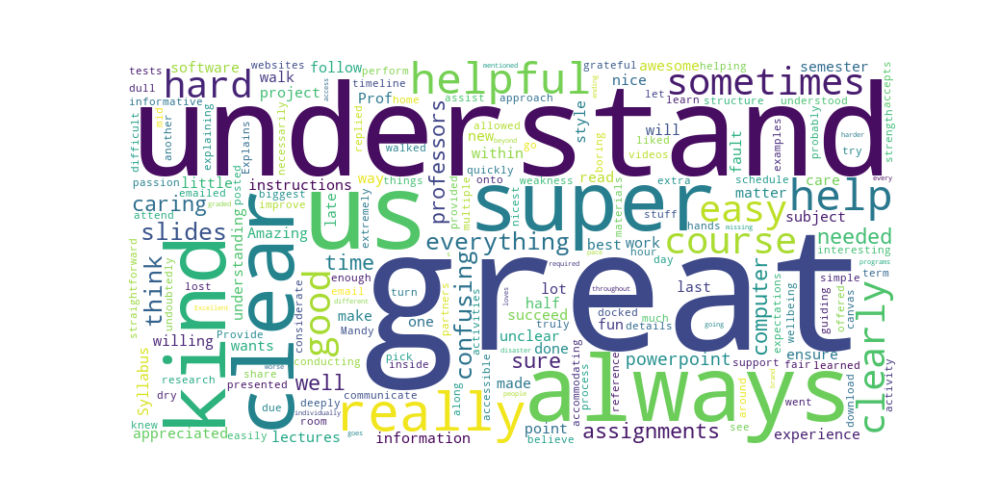 understand
great
always
super
us
kind
clear
really
helpful
hard
sometimes
help
easy
course
clearly
good
everything
confusing
slides
caring
think
time
well
sure
assignments
needed
computer
powerpoint
professors
software
walk
project
tests
dull
informative
websites
follow
perform
timeline
Prof
home
mentioned
assist
approach
grateful
nice
awesome
helping
let
learn
semester
structure
understood
accepts
strength
difficult
mid
another
explaining
Explains
necessarily
replied
walked
allowed
new
beyond
go
within
quickly
style
will
liked
videos
boring
fault
examples
probably
harder
try
access
ending
passion
little
emailed
posted
instructions
biggest
improve
way
things
late
extremely
onto
weakness
read
provided
multiple
nicest
extra
stuff
materials
schedule
matter
care
every
subject
attend
graded
understanding
Amazing
hands
missing
interesting
best
work
hour
day
term
simple
straightforward
undoubtedly
lost
Excellent
Provide
wants
considerate
enough
email
different
turn
make
Mandy
one
partners
activities
unclear
done
lot
half
succeed
truly
fun
details
docked
last
much
required
throughout
pace
going
loves
expectations
wellbeing
guiding
offered
canvas
programs
research
share
presented
conducting
pick
inside
disaster
worse
support
ensure
fair
learned
activity
Syllabus
dry
knew
appreciated
due
easily
deeply
individually
room
lectures
communicate
goes
information
along
accessible
made
people
point
believe
process
accommodating
reference
around
see
went
download
experience